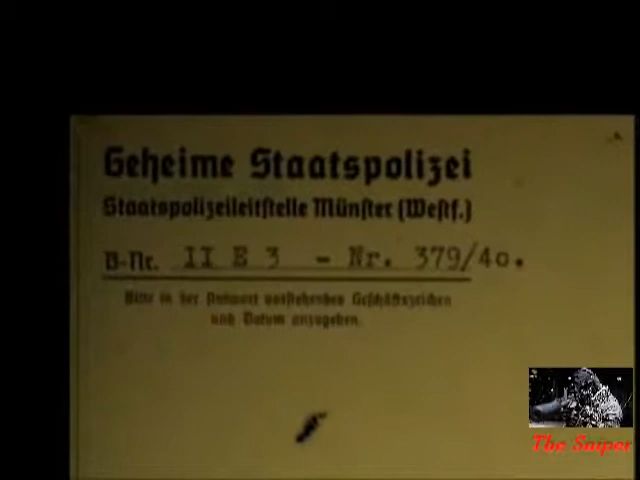 Geheime Staatspolizei
Staatspolizeileitstelle Münster (Westf.)
B-Nr. II E 3 - Nr. 379/40.
Bitte in der Antwort vorstehendes Geschäftszeichen
und Datum anzugeben.
The Sniper